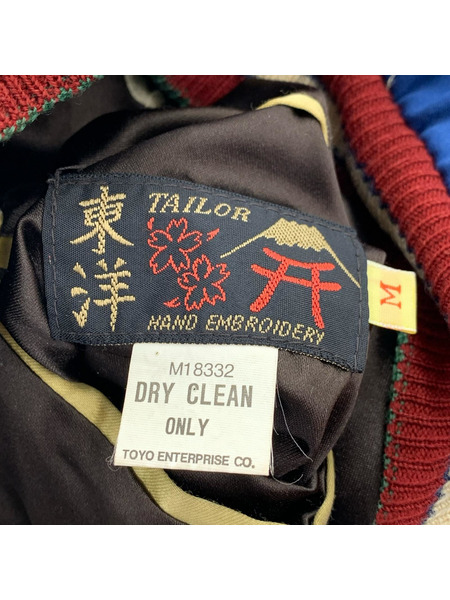 東洋
TAILOR
HAND EMBROIDERY
M
M18332
DRY CLEAN
ONLY
TOYO ENTERPRISE CO.